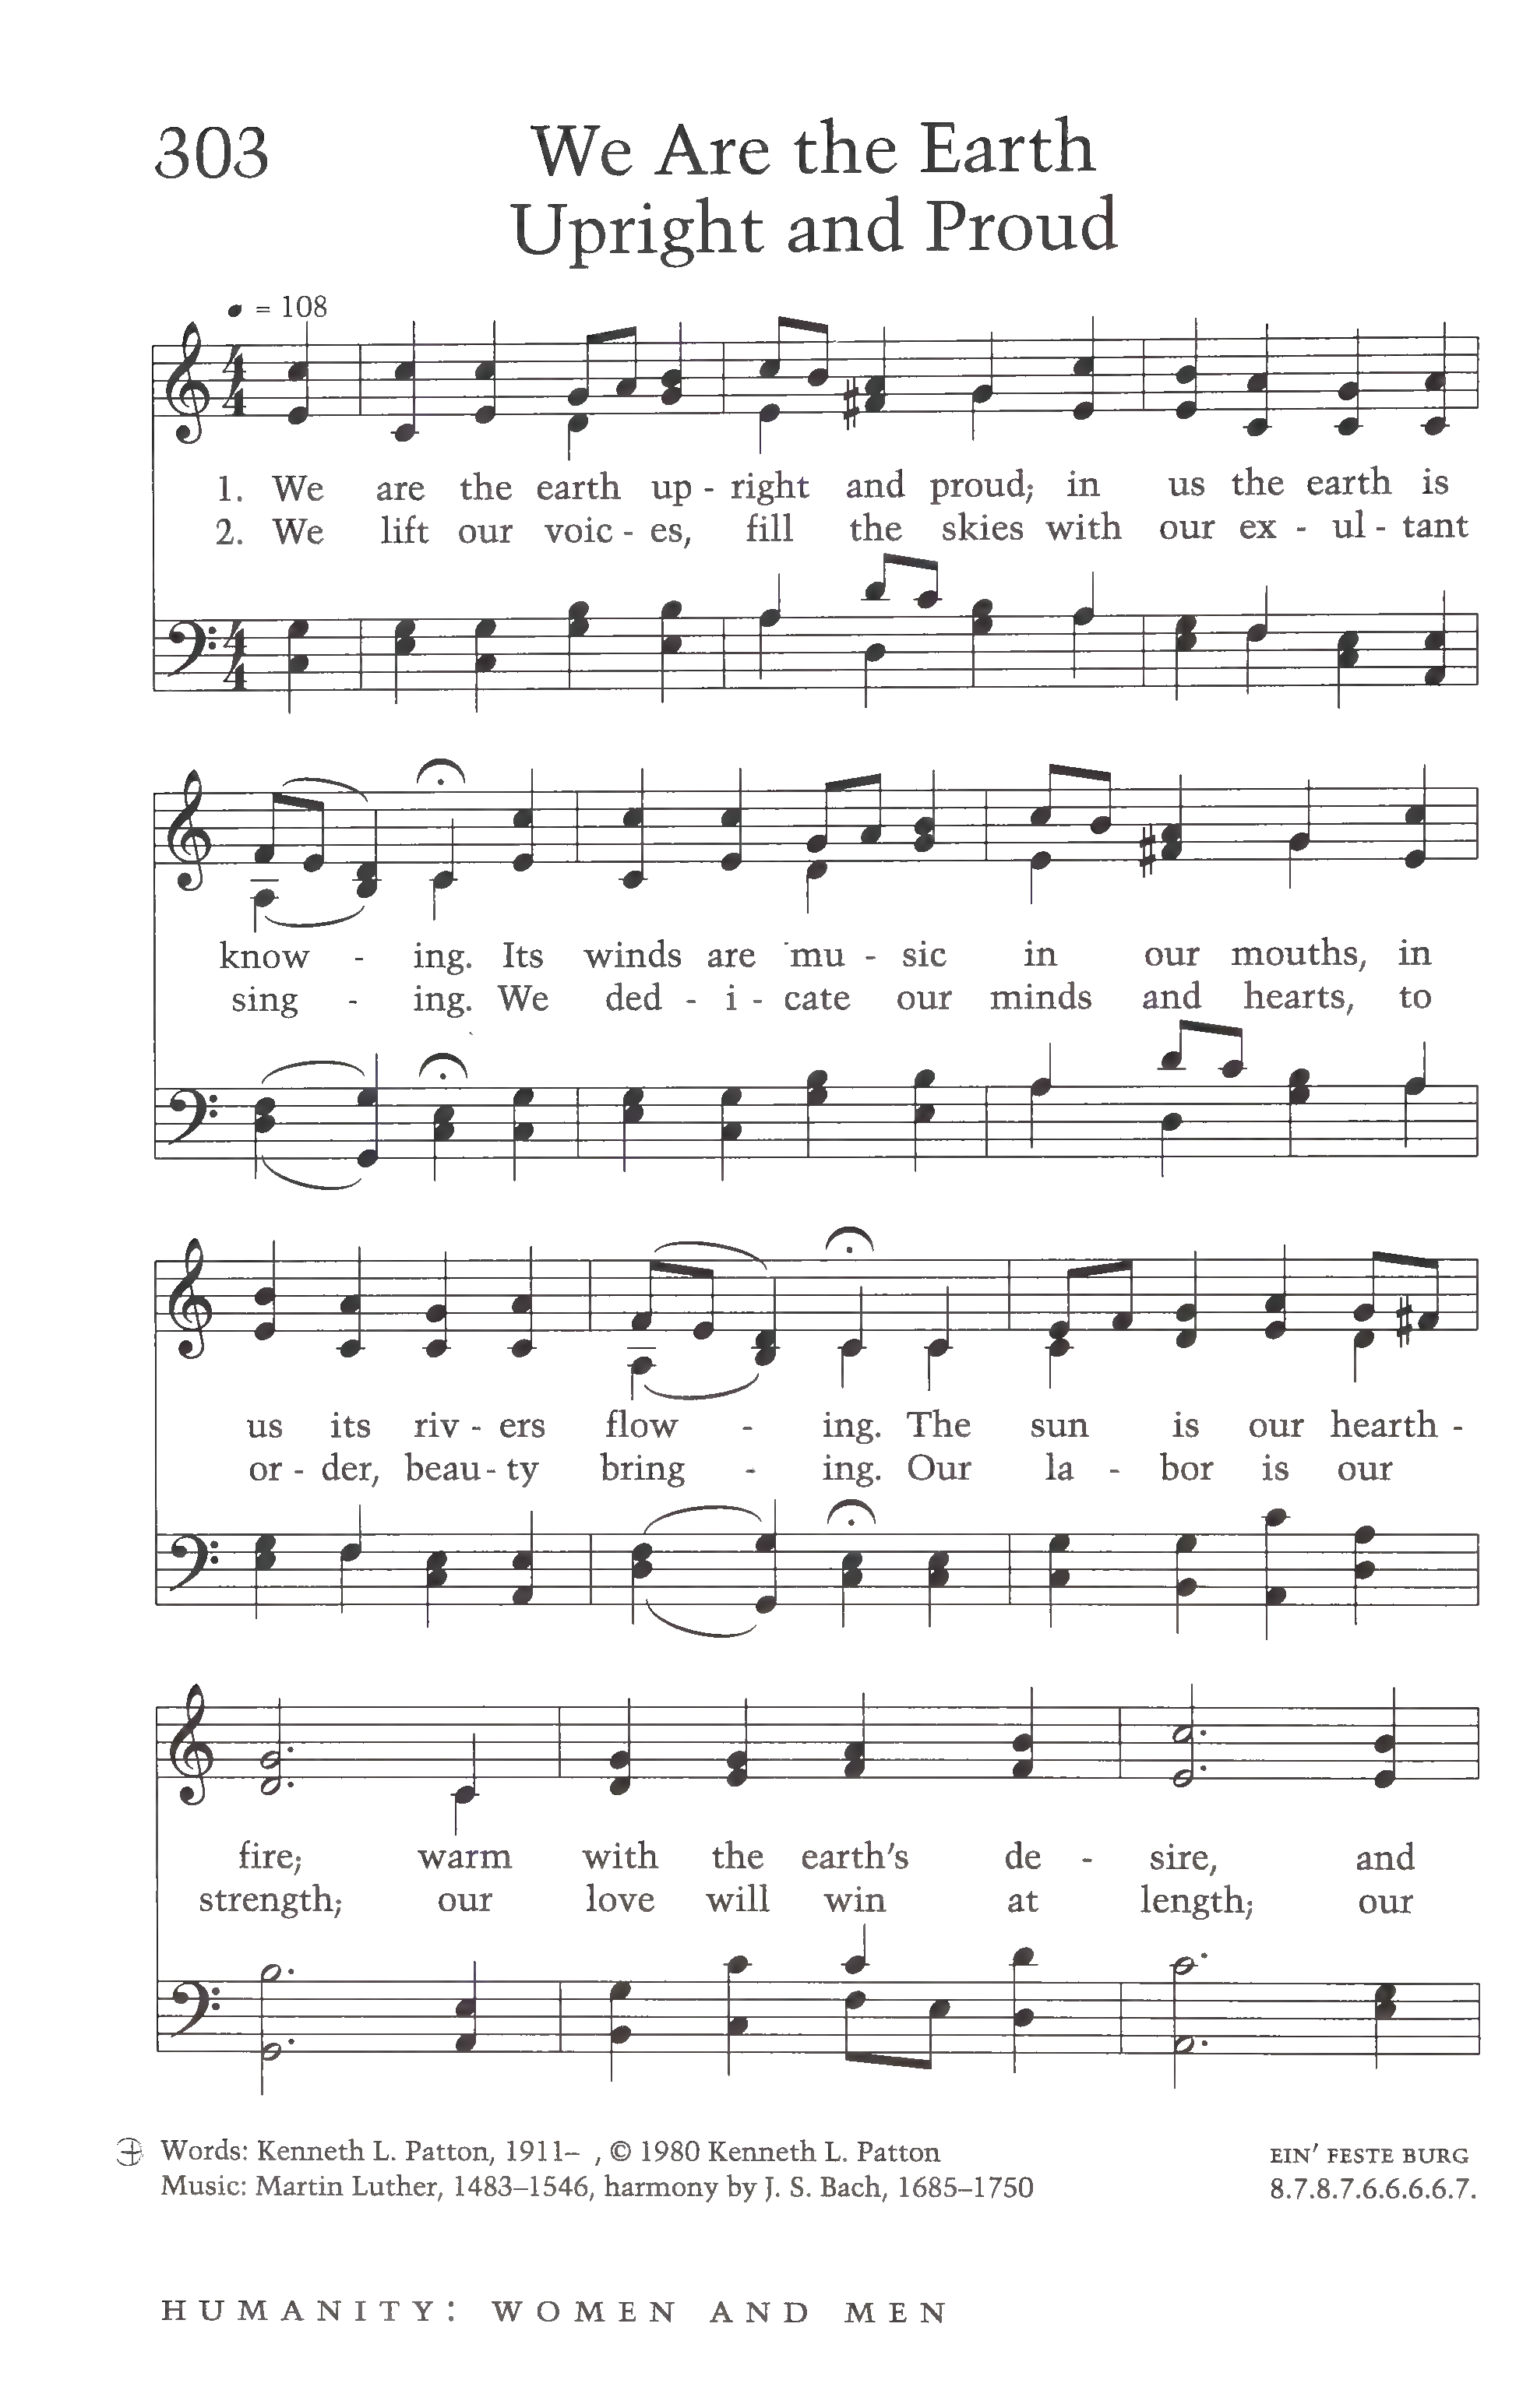 303
We Are the Earth
Upright and Proud
= 108
1. We are the earth up - right and proud; in us the earth is
2. We lift our voic - es, fill the skies with our ex - ul - tant
know - ing. Its winds are mu - sic in our mouths, in
sing - ing. We ded - i - cate our minds and hearts, to
us its riv - ers flow - ing. The sun is our hearth -
or - der, beau - ty bring - ing. Our la - bor is our
fire; warm with the earth's de - sire, and
strength; our love will win at length; our
Words: Kenneth L. Patton, 1911– , © 1980 Kenneth L. Patton
Music: Martin Luther, 1483–1546, harmony by J. S. Bach, 1685–1750
EIN' FESTE BURG
8.7.8.7.6.6.6.6.7.
HUMANITY: WOMEN AND MEN